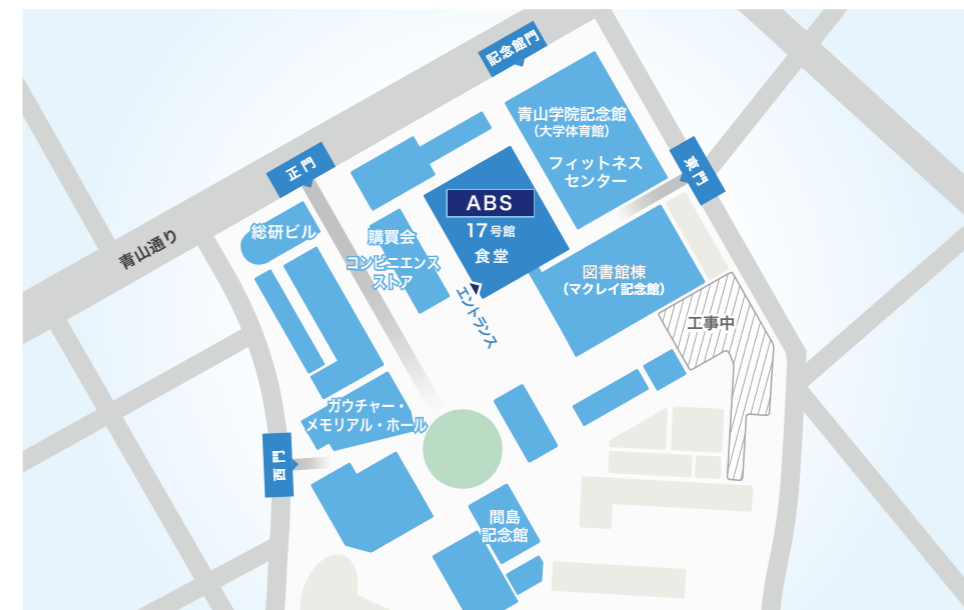 記念館門
青山学院記念館
（大学体育館）
フィットネス
センター
東門
正門
ABS
17号館
食堂
エントランス
総研ビル
購買会
コンビニエンス
ストア
青山通り
図書館棟
（マクレイ記念館）
工事中
ガウチャー・
メモリアル・ホール
西門
間島
記念館